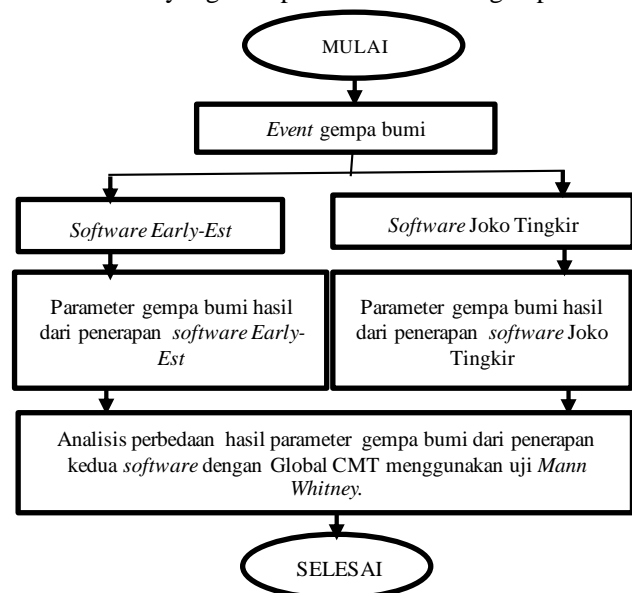 MULAI
Event gempa bumi
Software Early-Est
Software Joko Tingkir
Parameter gempa bumi hasil
dari penerapan software Early-
Est
Parameter gempa bumi hasil
dari penerapan software Joko
Tingkir
Analisis perbedaan hasil parameter gempa bumi dari penerapan
kedua software dengan Global CMT menggunakan uji Mann
Whitney.
SELESAI